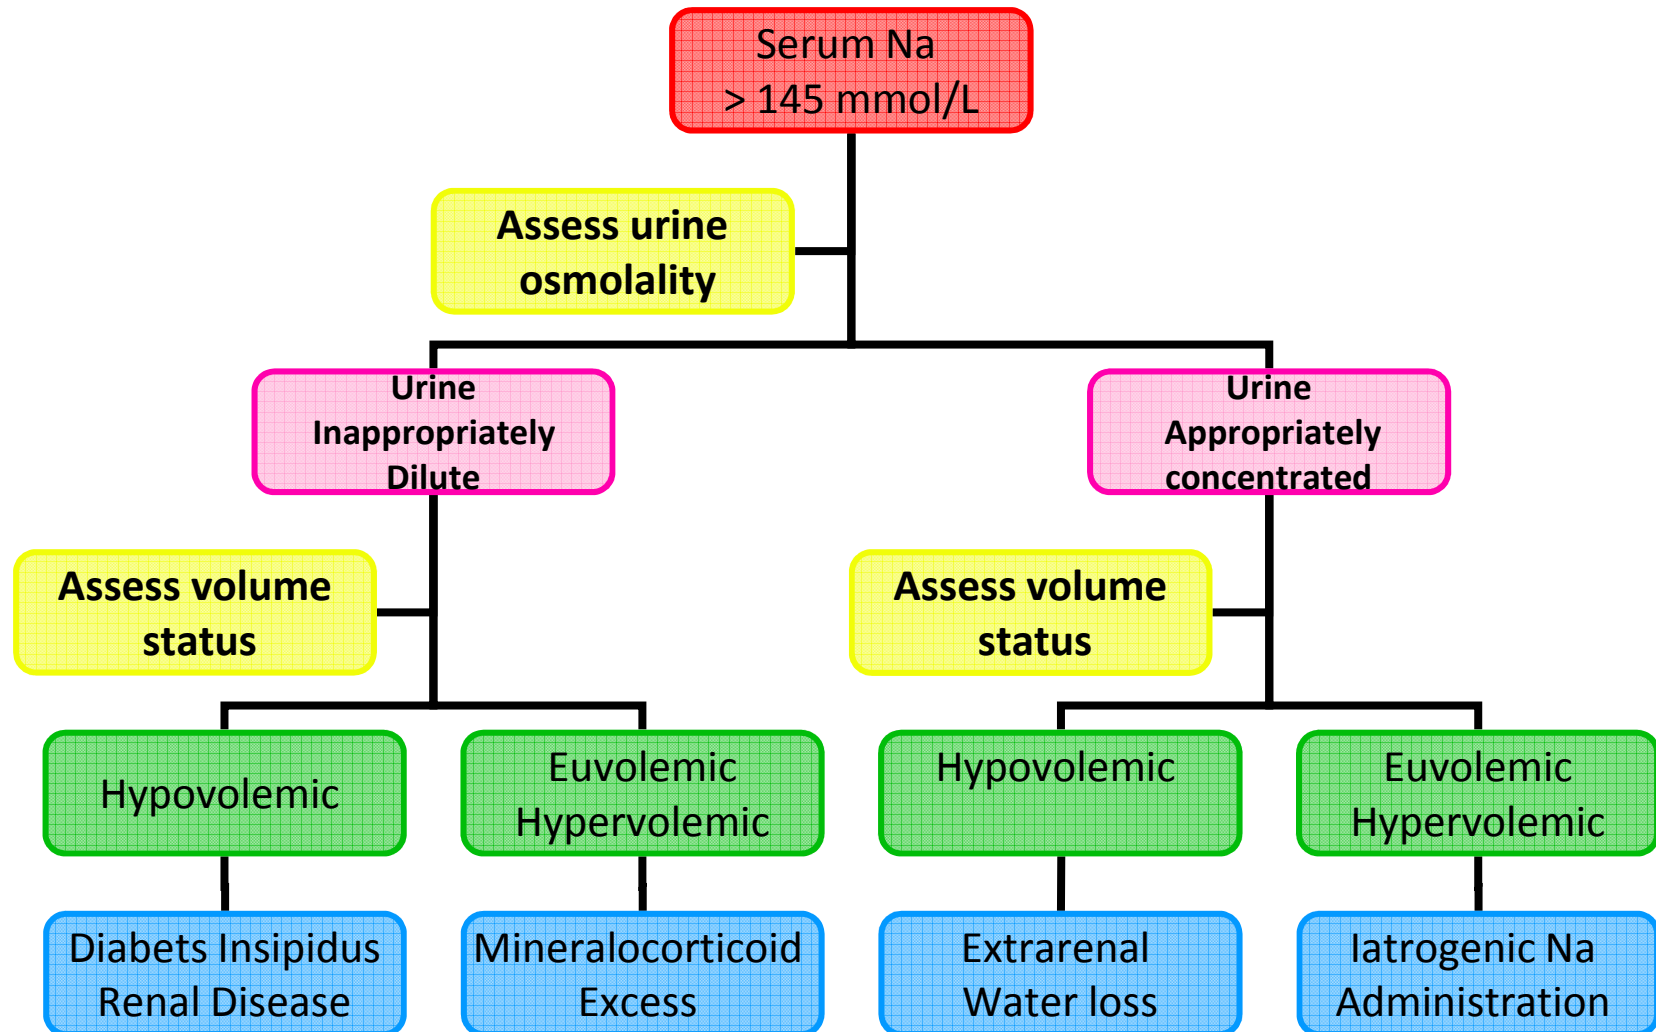 Serum Na
> 145 mmol/L
Assess urine
osmolality
Urine
Inappropriately
Dilute
Urine
Appropriately
concentrated
Assess volume
status
Assess volume
status
Hypovolemic
Euvolemic
Hypervolemic
Hypovolemic
Euvolemic
Hypervolemic
Diabets Insipidus
Renal Disease
Mineralocorticoid
Excess
Extrarenal
Water loss
Iatrogenic Na
Administration